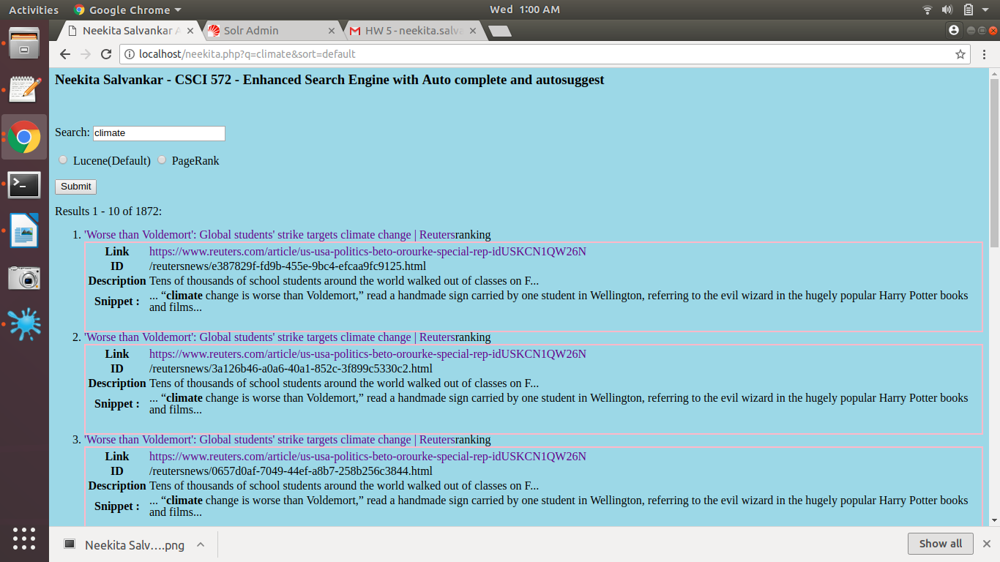 Activities Google Chrome Wed 1:00 AM
Neekita Salvankar A Solr Admin HW 5 - neekita.salva
localhost/neekita.php?q=climate&sort=default
Neekita Salvankar - CSCI 572 - Enhanced Search Engine with Auto complete and autosuggest
Search: climate
Lucene(Default) PageRank
Submit
Results 1 - 10 of 1872:
1. 'Worse than Voldemort': Global students' strike targets climate change | Reutersranking
Link https://www.reuters.com/article/us-usa-politics-beto-orourke-special-rep-idUSKCN1QW26N
ID /reutersnews/e387829f-fd9b-455e-9bc4-efcaa9fc9125.html
Description Tens of thousands of school students around the world walked out of classes on F...
Snippet : ... “climate change is worse than Voldemort,” read a handmade sign carried by one student in Wellington, referring to the evil wizard in the hugely popular Harry Potter books
and films...
2. 'Worse than Voldemort': Global students' strike targets climate change | Reutersranking
Link https://www.reuters.com/article/us-usa-politics-beto-orourke-special-rep-idUSKCN1QW26N
ID /reutersnews/3a126b46-a0a6-40a1-852c-3f899c5330c2.html
Description Tens of thousands of school students around the world walked out of classes on F...
Snippet : ... “climate change is worse than Voldemort,” read a handmade sign carried by one student in Wellington, referring to the evil wizard in the hugely popular Harry Potter books
and films...
3. 'Worse than Voldemort': Global students' strike targets climate change | Reutersranking
Link https://www.reuters.com/article/us-usa-politics-beto-orourke-special-rep-idUSKCN1QW26N
ID /reutersnews/0657d0af-7049-44ef-a8b7-258b256c3844.html
Description Tens of thousands of school students around the world walked out of classes on F...
Snippet : ... “climate change is worse than Voldemort,” read a handmade sign carried by one student in Wellington, referring to the evil wizard in the hugely popular Harry Potter books
and films...
Neekita Salv....png Show all